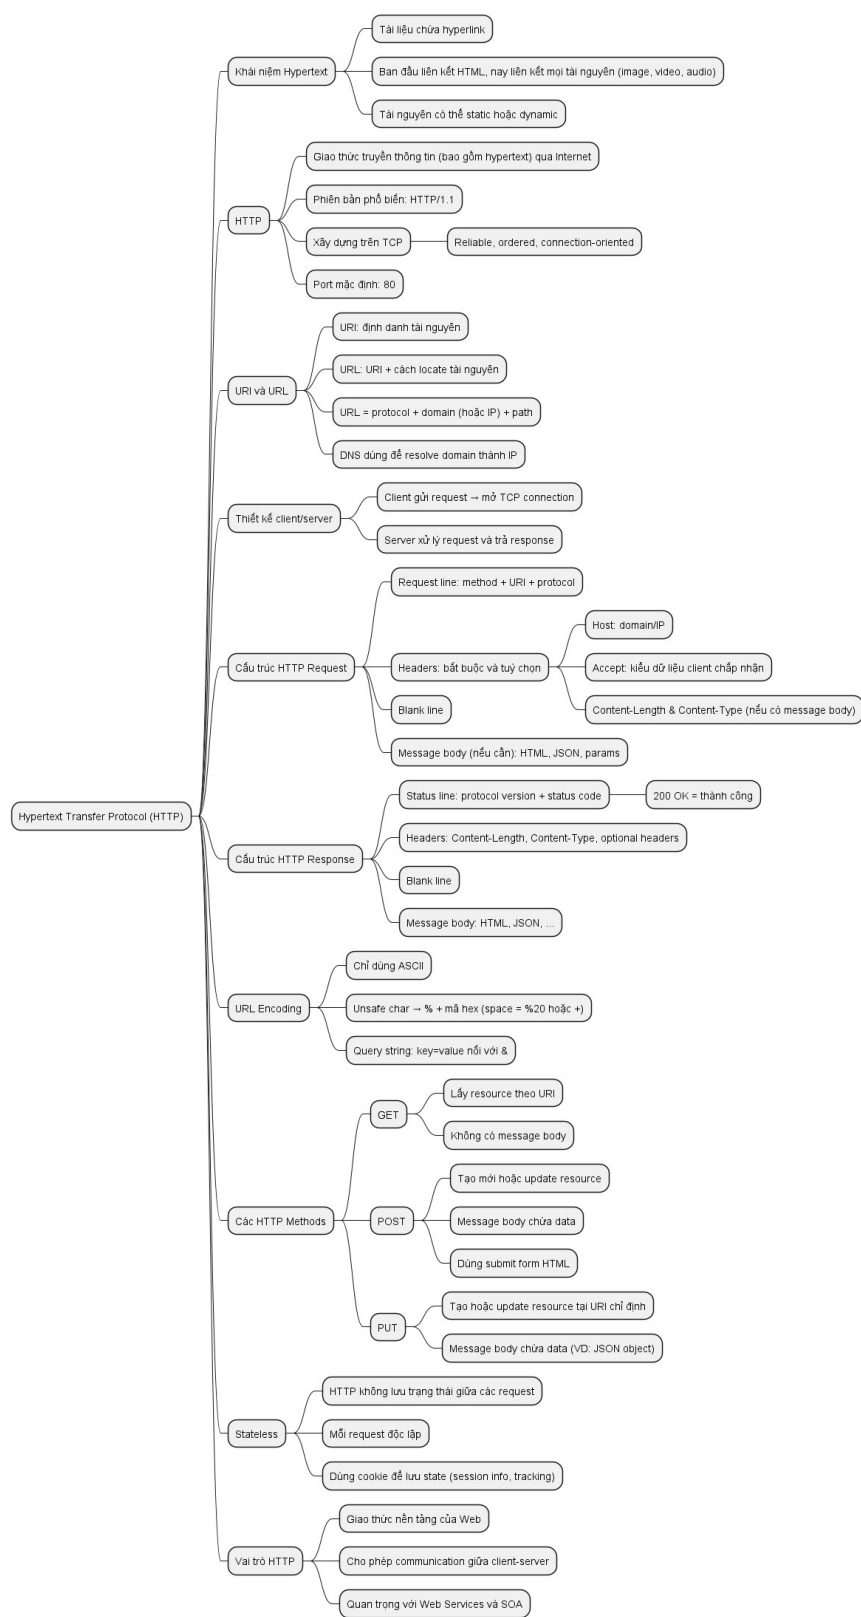 Tài liệu chứa hyperlink
Khái niệm Hypertext
Ban đầu liên kết HTML, nay liên kết mọi tài nguyên (image, video, audio)
Tài nguyên có thể static hoặc dynamic
Giao thức truyền thông tin (bao gồm hypertext) qua Internet
Phiên bản phổ biến: HTTP/1.1
HTTP
Xây dựng trên TCP
Reliable, ordered, connection-oriented
Port mặc định: 80
URI: định danh tài nguyên
URL: URI + cách locate tài nguyên
URI và URL
URL = protocol + domain (hoặc IP) + path
DNS dùng để resolve domain thành IP
Client gửi request → mở TCP connection
Thiết kế client/server
Server xử lý request và trả response
Request line: method + URI + protocol
Host: domain/IP
Cấu trúc HTTP Request
Headers: bắt buộc và tuỳ chọn
Accept: kiểu dữ liệu client chấp nhận
Blank line
Content-Length & Content-Type (nếu có message body)
Message body (nếu cần): HTML, JSON, params
Hypertext Transfer Protocol (HTTP)
Status line: protocol version + status code
200 OK = thành công
Headers: Content-Length, Content-Type, optional headers
Cấu trúc HTTP Response
Blank line
Message body: HTML, JSON, ...
Chỉ dùng ASCII
URL Encoding
Unsafe char → % + mã hex (space = %20 hoặc +)
Query string: key=value nối với &
Các HTTP Methods
GET
Lấy resource theo URI
Không có message body
POST
Tạo mới hoặc update resource
Message body chứa data
Dùng submit form HTML
PUT
Tạo hoặc update resource tại URI chỉ định
Message body chứa data (VD: JSON object)
HTTP không lưu trạng thái giữa các request
Stateless
Mỗi request độc lập
Dùng cookie để lưu state (session info, tracking)
Giao thức nền tảng của Web
Vai trò HTTP
Cho phép communication giữa client-server
Quan trọng với Web Services và SOA